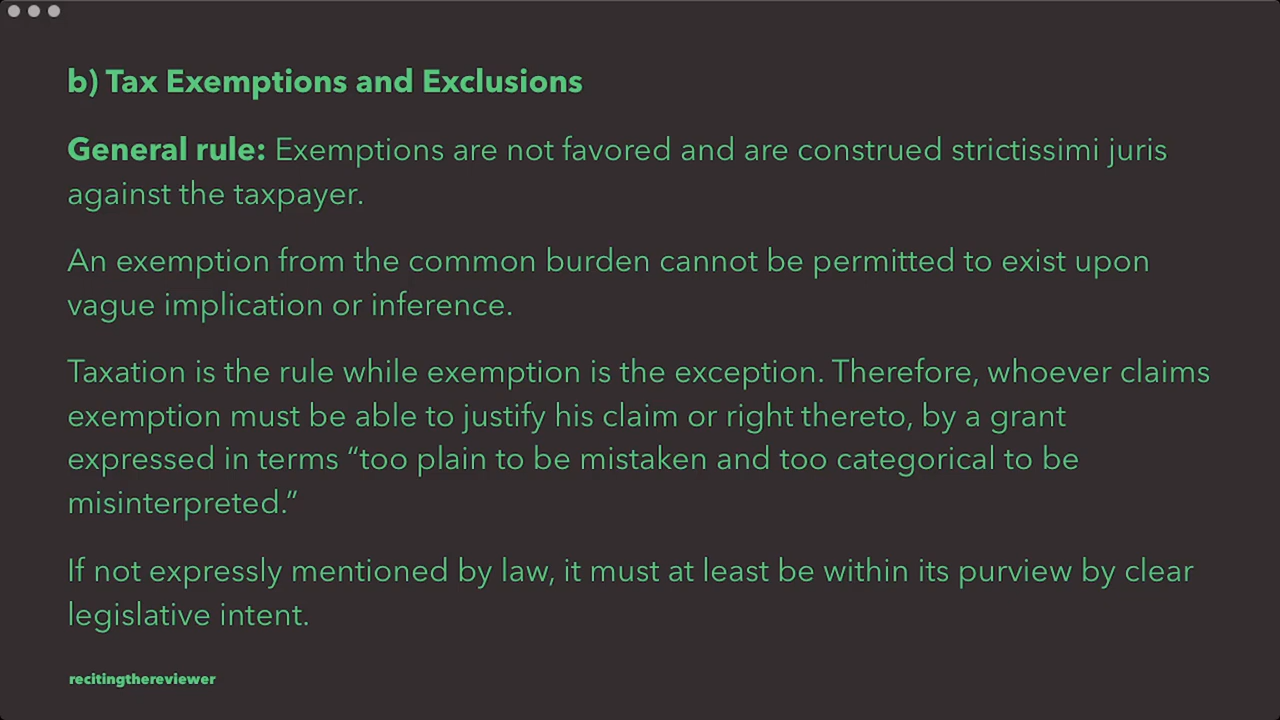 b) Tax Exemptions and Exclusions
General rule: Exemptions are not favored and are construed strictissimi juris
against the taxpayer.
An exemption from the common burden cannot be permitted to exist upon
vague implication or inference.
Taxation is the rule while exemption is the exception. Therefore, whoever claims
exemption must be able to justify his claim or right thereto, by a grant
expressed in terms “too plain to be mistaken and too categorical to be
misinterpreted.”
If not expressly mentioned by law, it must at least be within its purview by clear
legislative intent.
recitingthereviewer